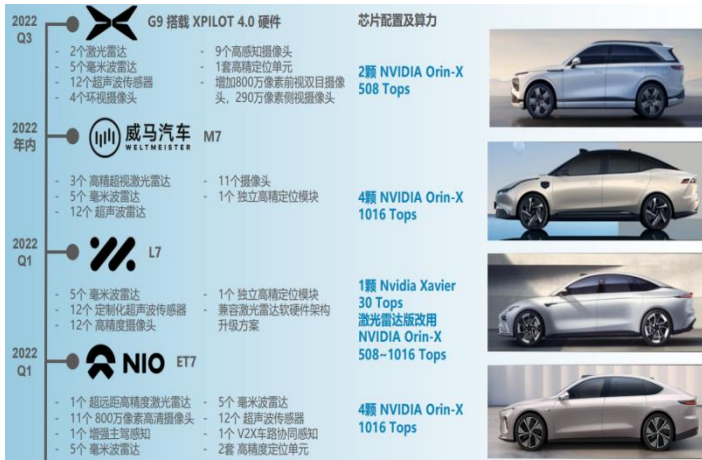 2022
Q3
G9 搭载 XPILOT 4.0 硬件
芯片配置及算力
- 2个激光雷达
- 5个毫米波雷达
- 12个超声波传感器
- 4个环视摄像头
- 9个高感知摄像头
- 1套高精定位单元
- 增加800万像素前视双目摄像
头，290万像素侧视摄像头
2颗 NVIDIA Orin-X
508 Tops
2022
年内
威马汽车
WELTMEISTER
M7
- 3个 高精超视激光雷达
- 5个 毫米波雷达
- 12个 超声波雷达
- 11个摄像头
- 1个 独立高精定位模块
4颗 NVIDIA Orin-X
1016 Tops
2022
Q1
L7
- 5个 毫米波雷达
- 12个 定制化超声波传感器
- 12个 高精度摄像头
- 1个 独立高精定位模块
- 兼容激光雷达软硬件架构
升级方案
1颗 Nvidia Xavier
30 Tops
激光雷达版改用
NVIDIA Orin-X
508~1016 Tops
2022
Q1
NIO
ET7
- 1个 超远距高精度激光雷达
- 11个 800万像素高清摄像头
- 1个 增强主驾感知
- 5个 毫米波雷达
- 5个 毫米波雷达
- 12个 超声波传感器
- 1个 V2X车路协同感知
- 2套 高精度定位单元
4颗 NVIDIA Orin-X
1016 Tops